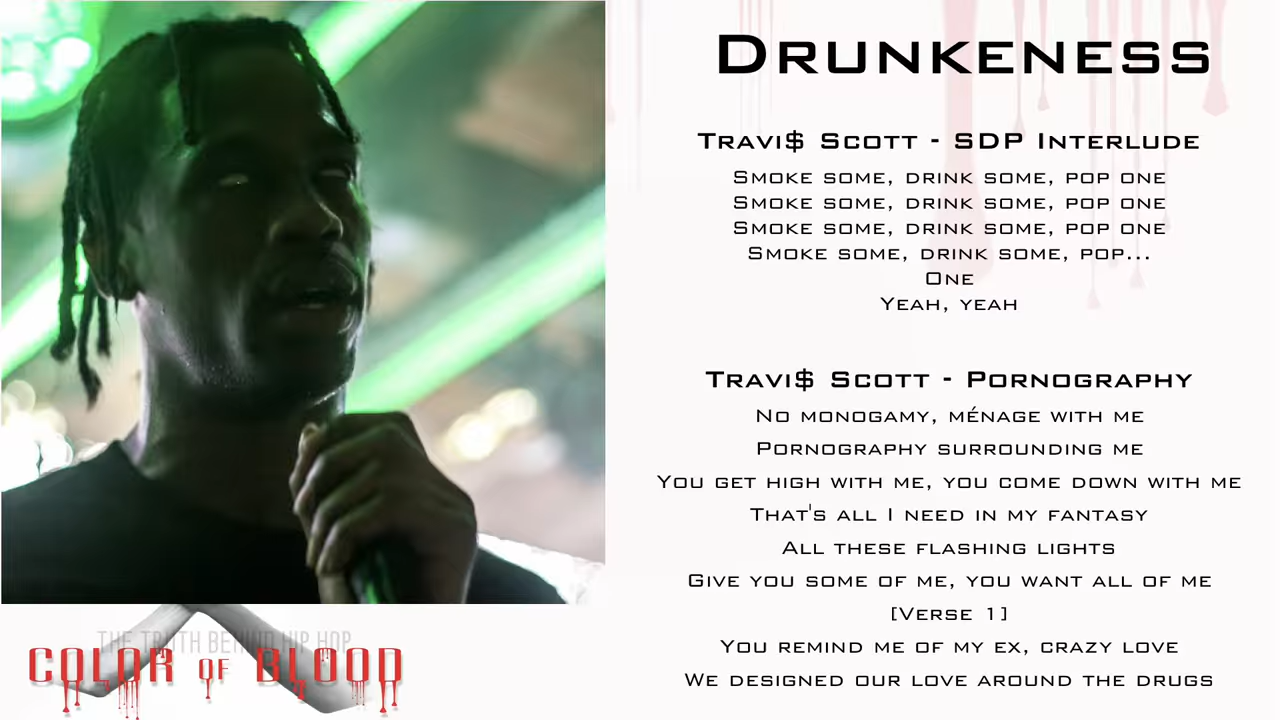 Drunkeness
Travi$ Scott - SDP Interlude
Smoke some, drink some, pop one
Smoke some, drink some, pop one
Smoke some, drink some, pop one
Smoke some, drink some, pop...
One
Yeah, yeah
Travi$ Scott - Pornography
No monogamy, ménage with me
Pornography surrounding me
You get high with me, you come down with me
That's all I need in my fantasy
All these flashing lights
Give you some of me, you want all of me
[Verse 1]
You remind me of my ex, crazy love
We designed our love around the drugs
THE TRUTH BEHIND HIP HOP
COLOR OF BLOOD